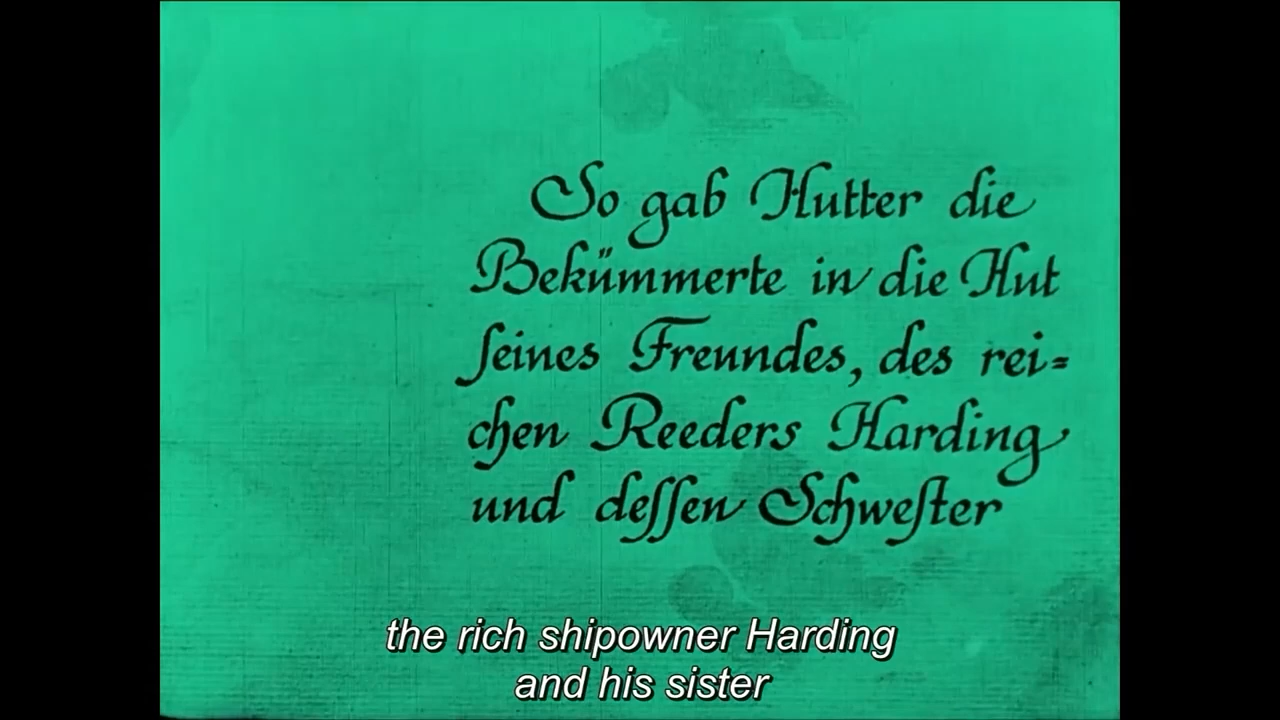 So gab Hutter die
Bekümmerte in die Hut
ſeines Freundes, des rei=
chen Reeders Harding
und deſſen Schweſter
the rich shipowner Harding
and his sister